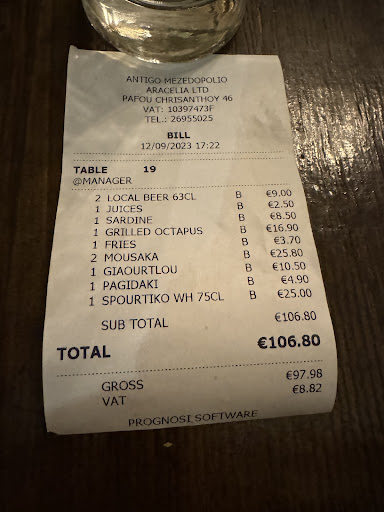 ANTIGO MEZEDOPOLIO
ARACELIA LTD
PAFOU CHRISANTHOY 46
VAT: 10397473F
TEL.: 26955025
BILL
12/09/2023 17:22
TABLE 19
@MANAGER
2 LOCAL BEER 63CL B €9.00
1 JUICES B €2.50
1 SARDINE B €8.50
1 GRILLED OCTAPUS B €16.90
1 FRIES B €3.70
2 MOUSAKA B €25.80
1 GIAOURTLOU B €10.50
1 PAGIDAKI B €4.90
1 SPOURTIKO WH 75CL B €25.00
SUB TOTAL €106.80
TOTAL €106.80
GROSS €97.98
VAT €8.82
PROGNOSI SOFTWARE